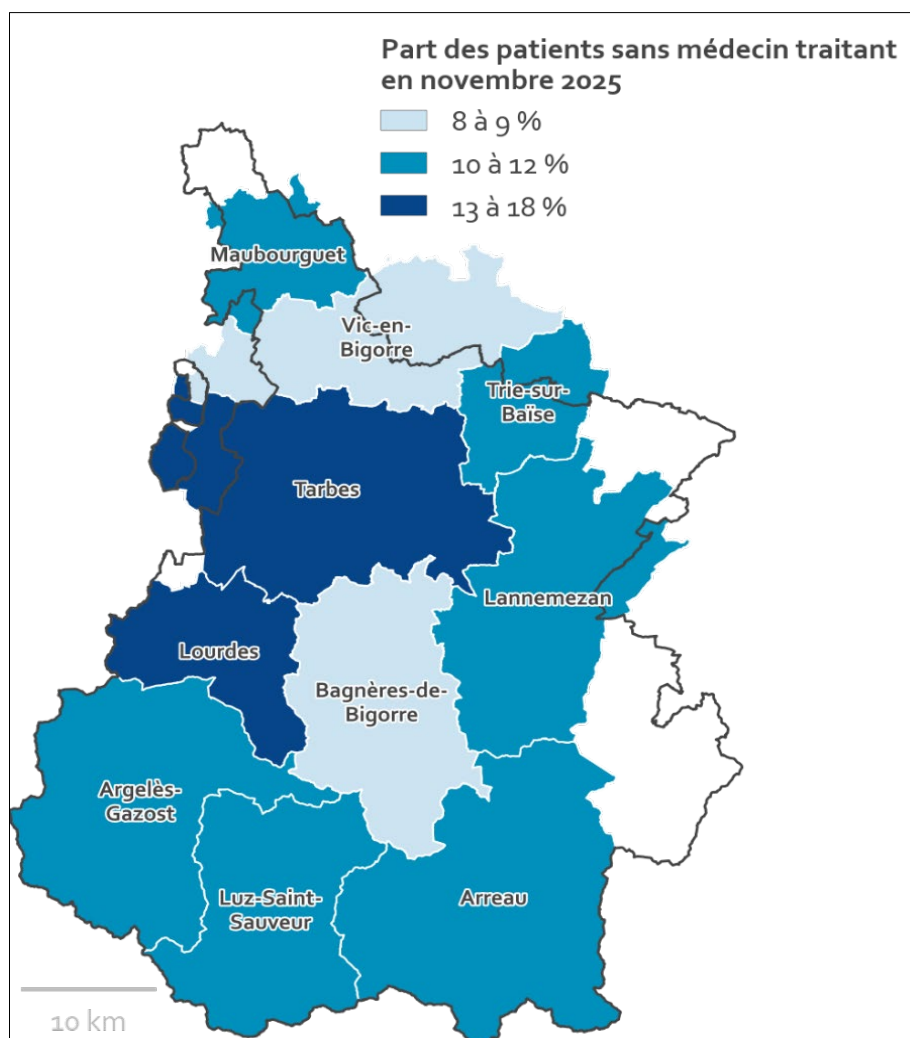 Part des patients sans médecin traitant
en novembre 2025
8 à 9 %
10 à 12 %
13 à 18 %
Maubourguet
Vic-en-
Bigorre
Trie-sur-
Baïse
Tarbes
Lannemezan
Lourdes
Bagnères-de-
Bigorre
Argelès-
Gazost
Luz-Saint-
Sauveur
Arreau
10 km